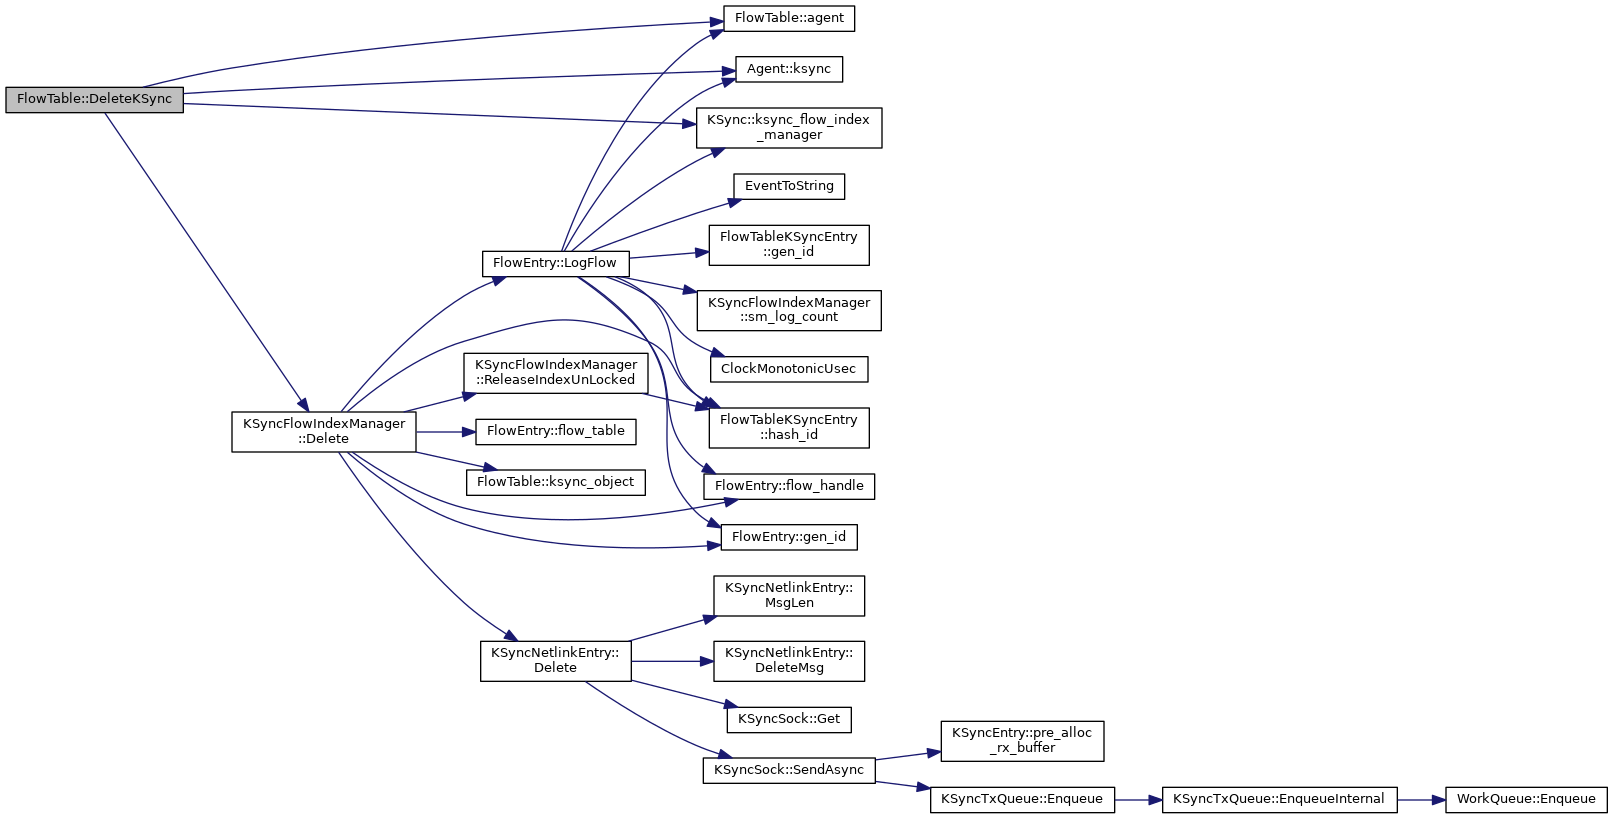 FlowTable::agent
Agent::ksync
FlowTable::DeleteKSync
KSync::ksync_flow_index
_manager
EventToString
FlowTableKSyncEntry
::gen_id
FlowEntry::LogFlow
KSyncFlowIndexManager
::sm_log_count
ClockMonotonicUsec
KSyncFlowIndexManager
::ReleaseIndexUnLocked
FlowTableKSyncEntry
::hash_id
KSyncFlowIndexManager
::Delete
FlowEntry::flow_table
FlowTable::ksync_object
FlowEntry::flow_handle
FlowEntry::gen_id
KSyncNetlinkEntry::
MsgLen
KSyncNetlinkEntry::
Delete
KSyncNetlinkEntry::
DeleteMsg
KSyncSock::Get
KSyncSock::SendAsync
KSyncEntry::pre_alloc
_rx_buffer
KSyncTxQueue::Enqueue
KSyncTxQueue::EnqueueInternal
WorkQueue::Enqueue